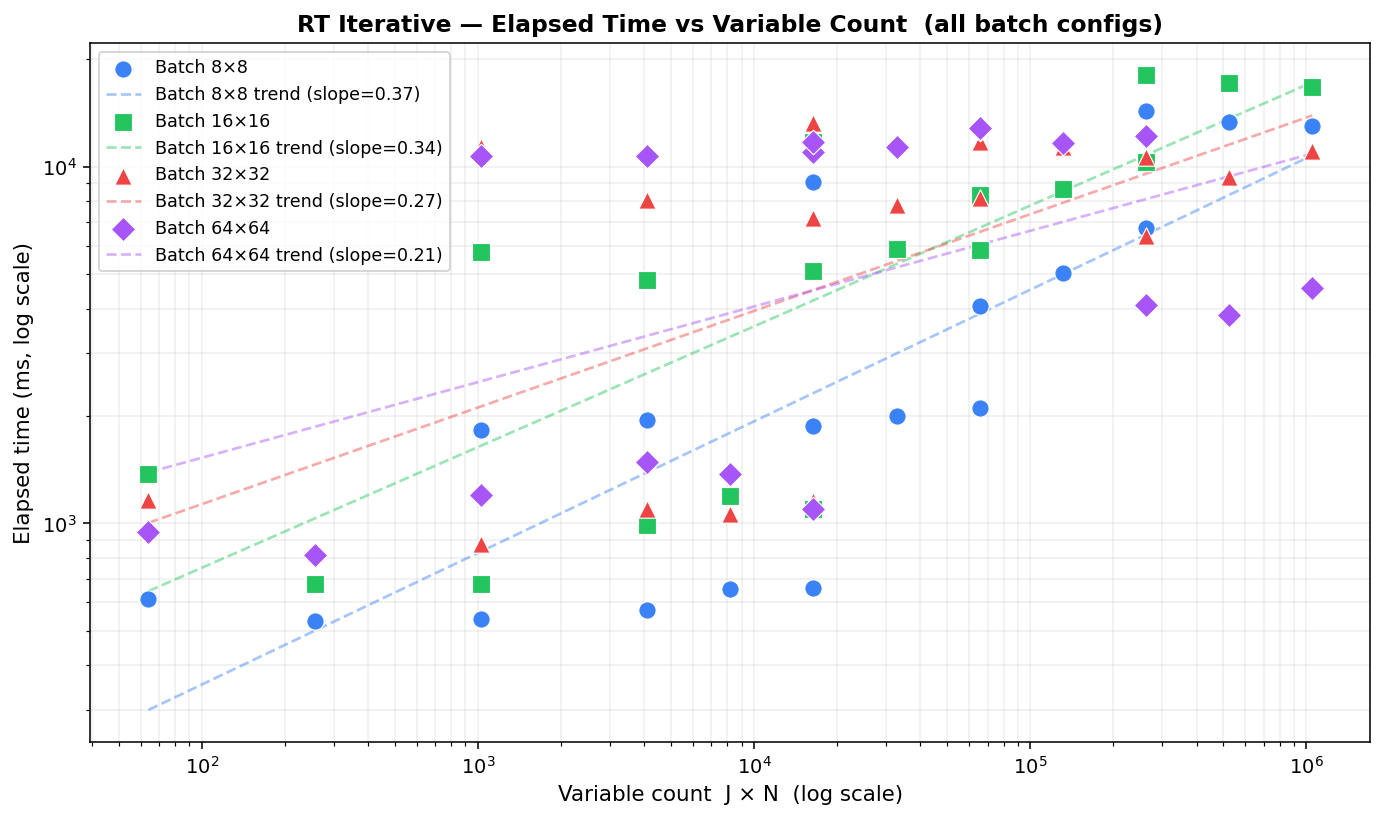 RT Iterative — Elapsed Time vs Variable Count  (all batch configs)
Batch 8×8
Batch 8×8 trend (slope=0.37)
Batch 16×16
Batch 16×16 trend (slope=0.34)
Batch 32×32
Batch 32×32 trend (slope=0.27)
Batch 64×64
Batch 64×64 trend (slope=0.21)
Elapsed time (ms, log scale)
10⁴
10³
10² 10³ 10⁴ 10⁵ 10⁶
Variable count  J × N  (log scale)